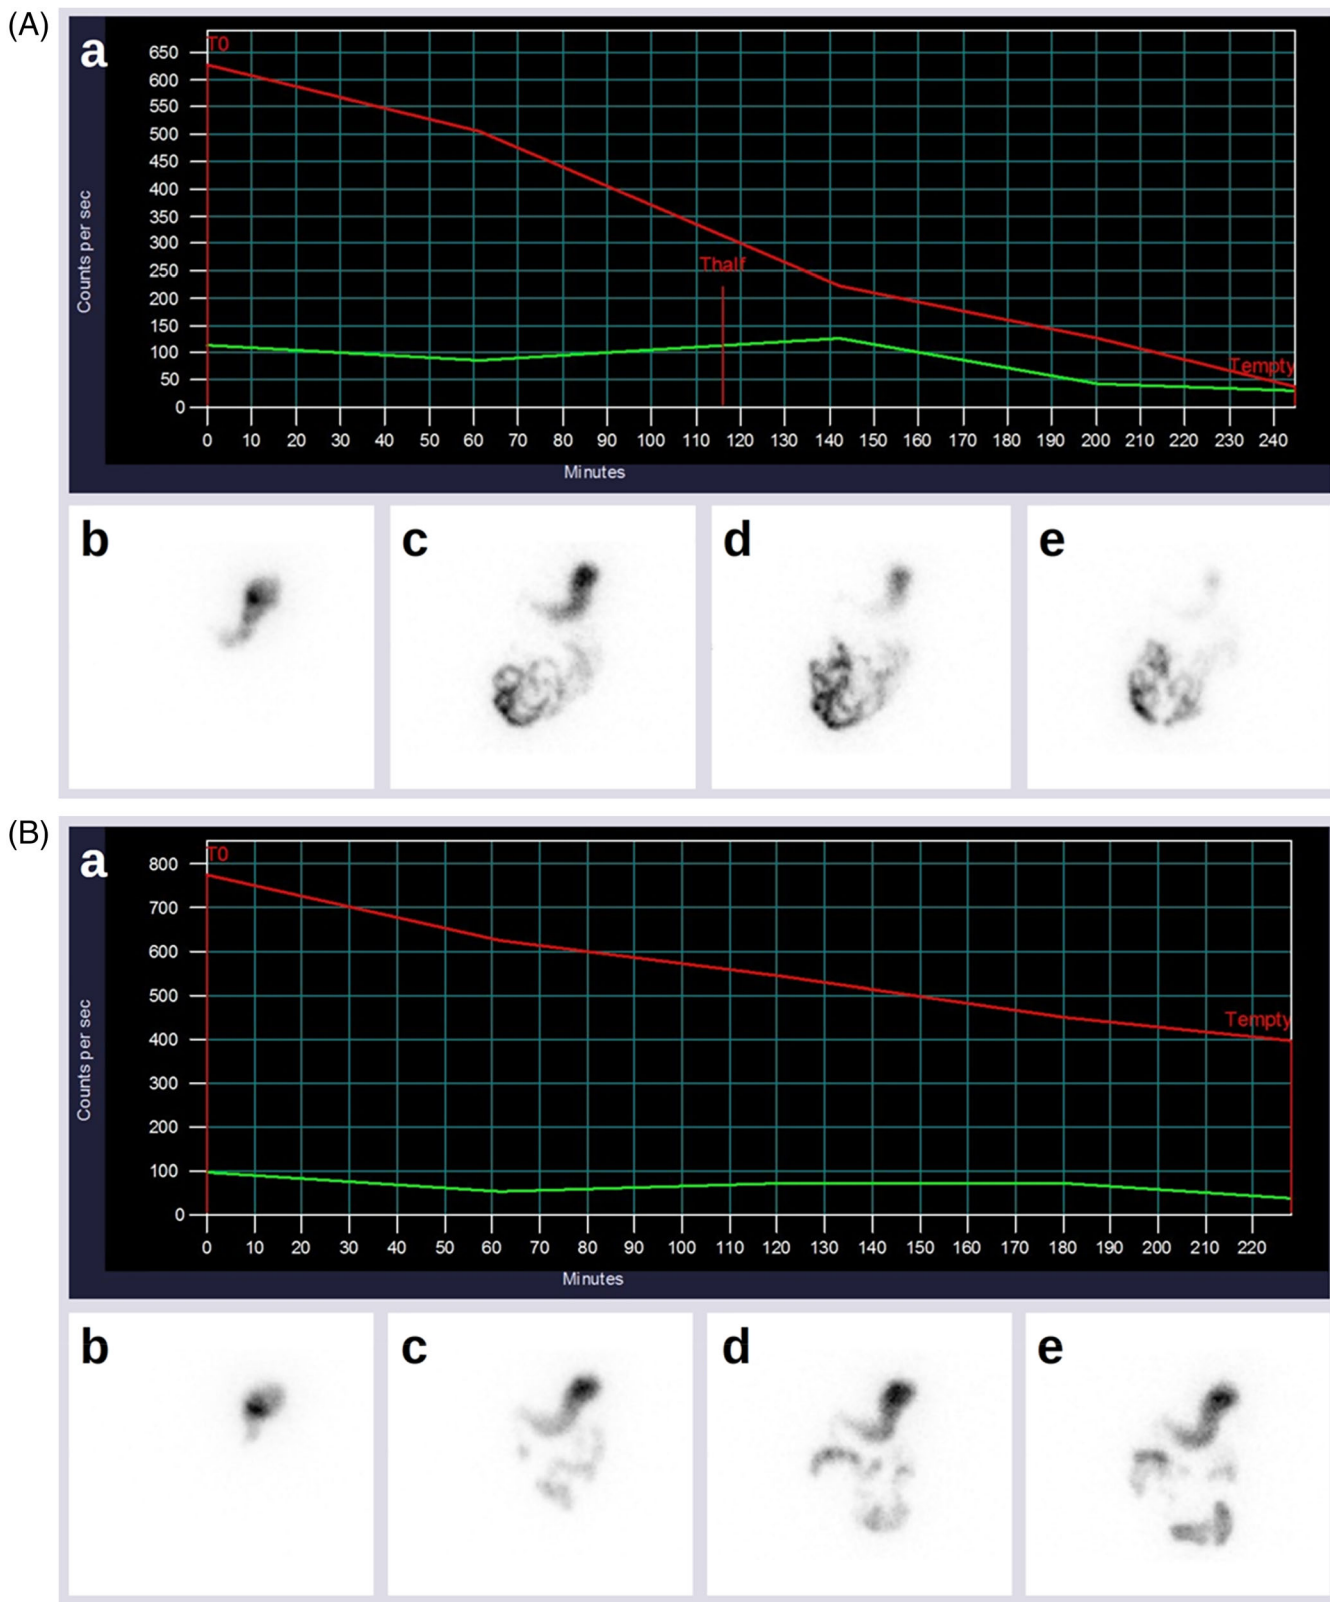 (A)
a
T0
650
600
550
500
450
400
350
300
250
200
150
100
50
0
Counts per sec
Thalf
Tempty
0 10 20 30 40 50 60 70 80 90 100 110 120 130 140 150 160 170 180 190 200 210 220 230 240
Minutes
b c d e
(B)
a
T0
800
700
600
500
400
300
200
100
0
Counts per sec
Tempty
0 10 20 30 40 50 60 70 80 90 100 110 120 130 140 150 160 170 180 190 200 210 220
Minutes
b c d e